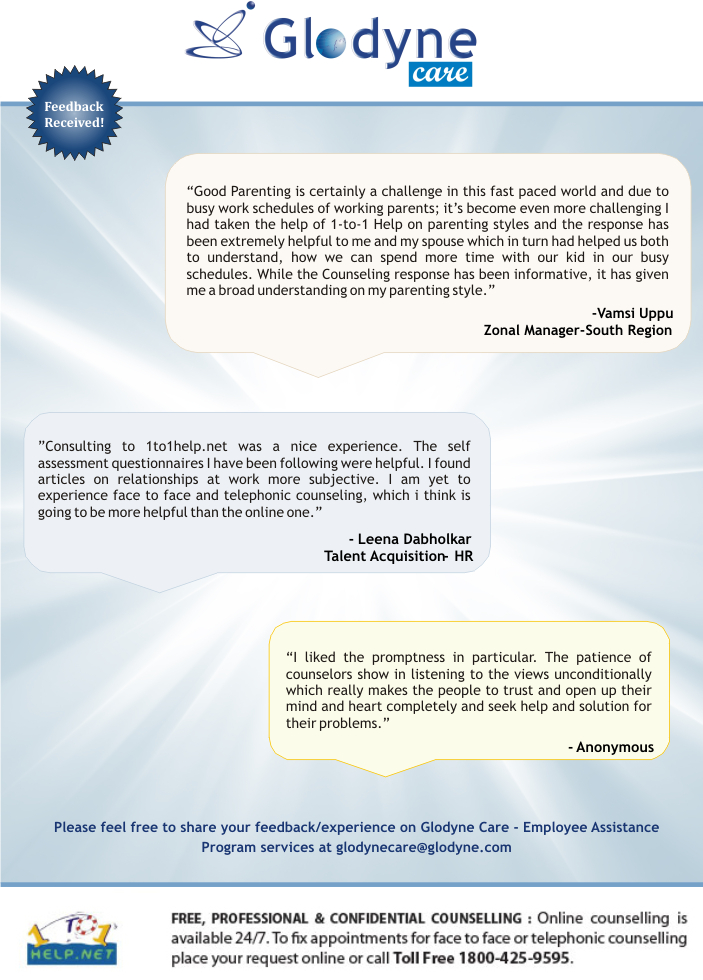 Glodyne
care
Feedback
Received!
“Good Parenting is certainly a challenge in this fast paced world and due to
busy work schedules of working parents; it’s become even more challenging I
had taken the help of 1-to-1 Help on parenting styles and the response has
been extremely helpful to me and my spouse which in turn had helped us both
to understand, how we can spend more time with our kid in our busy
schedules. While the Counseling response has been informative, it has given
me a broad understanding on my parenting style.”
-Vamsi Uppu
Zonal Manager-South Region
”Consulting to 1to1help.net was a nice experience. The self
assessment questionnaires I have been following were helpful. I found
articles on relationships at work more subjective. I am yet to
experience face to face and telephonic counseling, which i think is
going to be more helpful than the online one.”
- Leena Dabholkar
Talent Acquisition- HR
“I liked the promptness in particular. The patience of
counselors show in listening to the views unconditionally
which really makes the people to trust and open up their
mind and heart completely and seek help and solution for
their problems.”
- Anonymous
Please feel free to share your feedback/experience on Glodyne Care - Employee Assistance
Program services at glodynecare@glodyne.com
1 TO 1
HELP.NET
FREE, PROFESSIONAL & CONFIDENTIAL COUNSELLING : Online counselling is
available 24/7. To fix appointments for face to face or telephonic counselling
place your request online or call Toll Free 1800-425-9595.